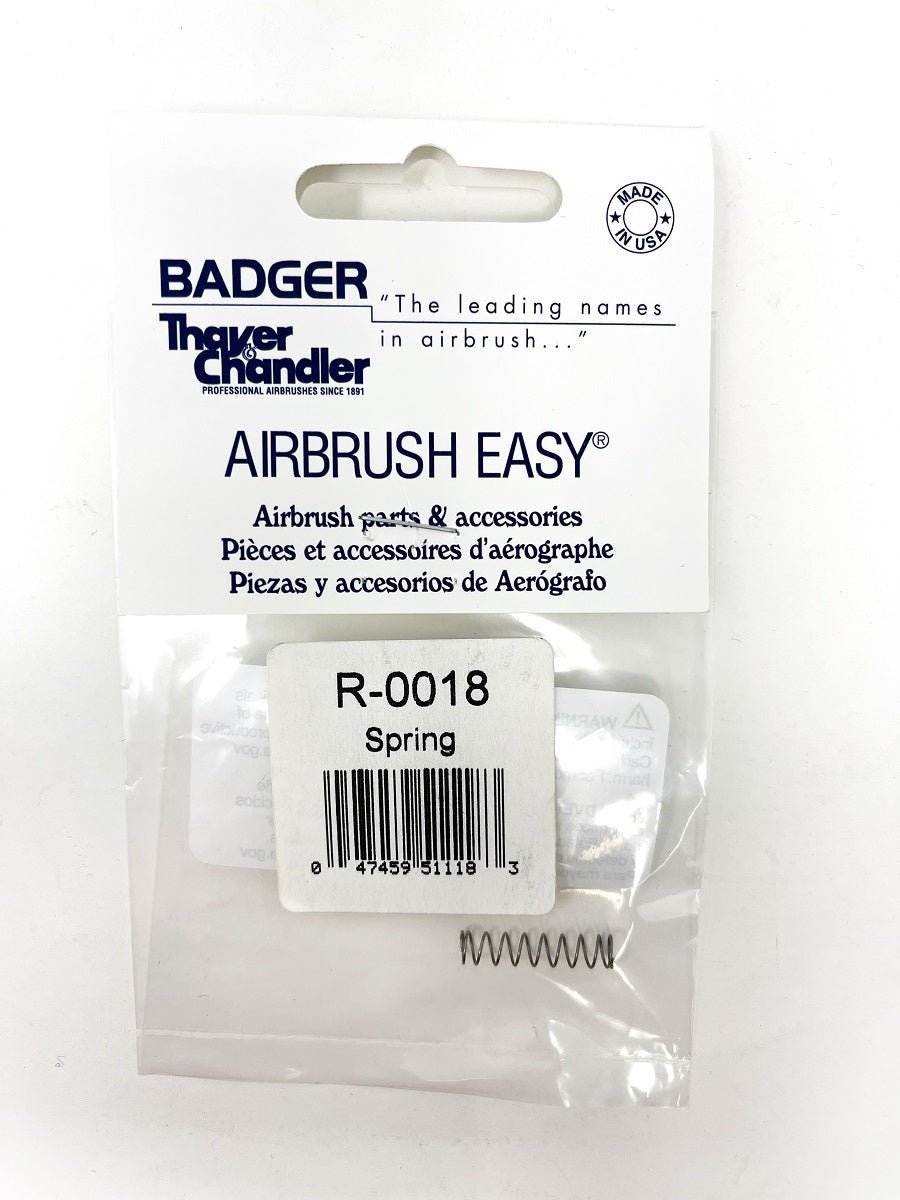 MADE
IN USA
BADGER
"The leading names
Thayer
&
Chandler
in airbrush..."
PROFESSIONAL AIRBRUSHES SINCE 1891
AIRBRUSH EASY®
Airbrush parts & accessories
Pièces et accessoires d'aérographe
Piezas y accesorios de Aerógrafo
R-0018
Spring
0 47459 51118 3